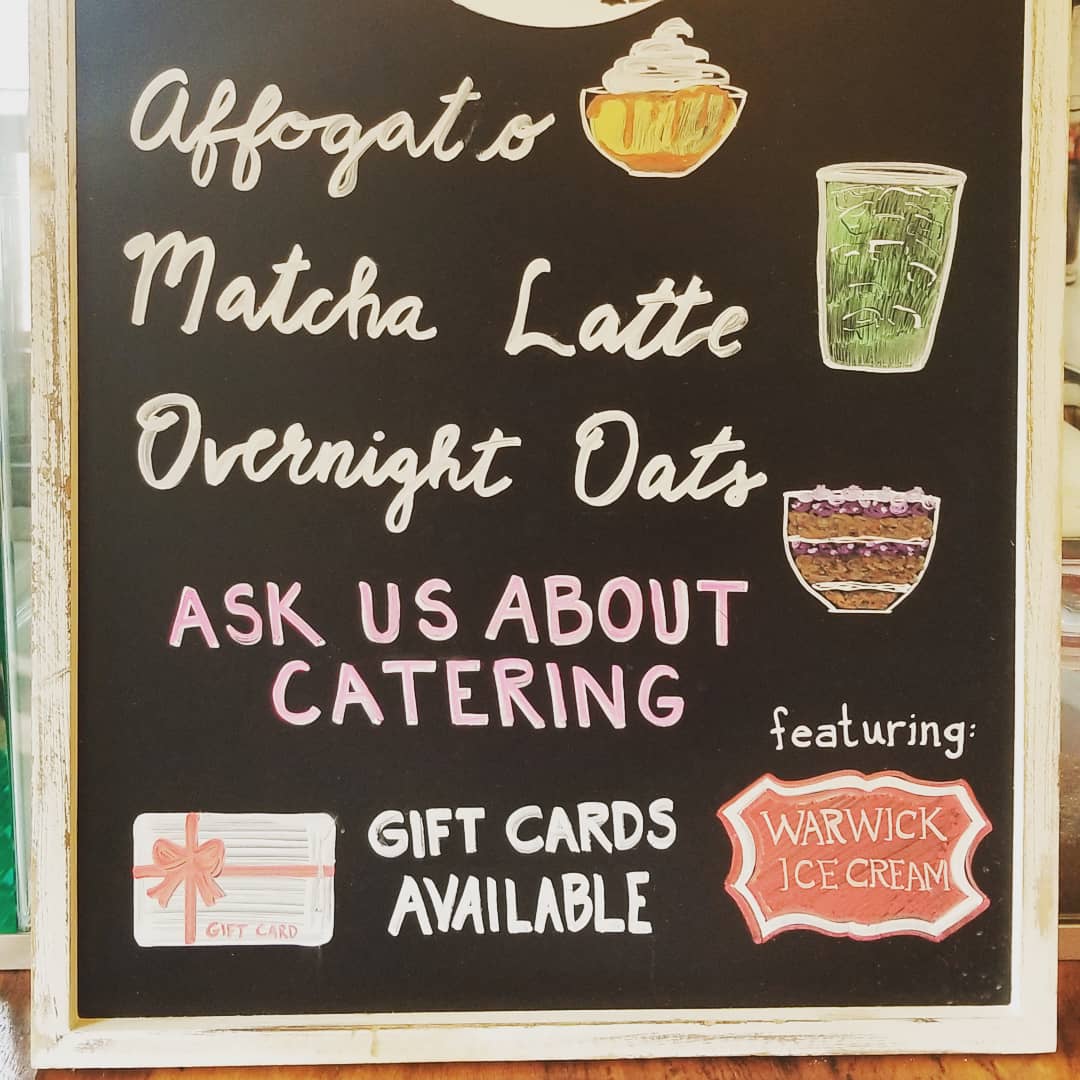 Affogato
Matcha Latte
Overnight Oats
ASK US ABOUT
CATERING
featuring:
GIFT CARDS
AVAILABLE
GIFT CARD
WARWICK
ICE CREAM